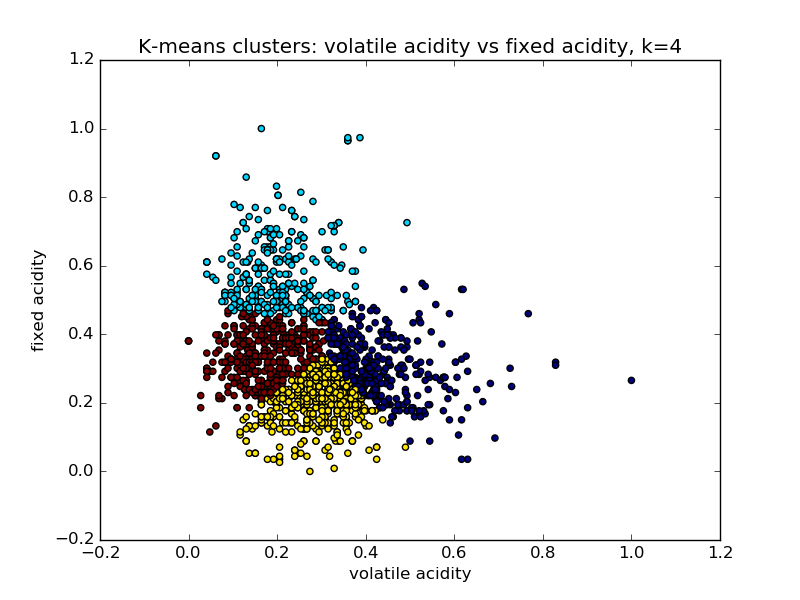 K-means clusters: volatile acidity vs fixed acidity, k=4
1.2
1.0
0.8
0.6
0.4
0.2
0.0
−0.2
fixed acidity
−0.2 0.0 0.2 0.4 0.6 0.8 1.0 1.2
volatile acidity